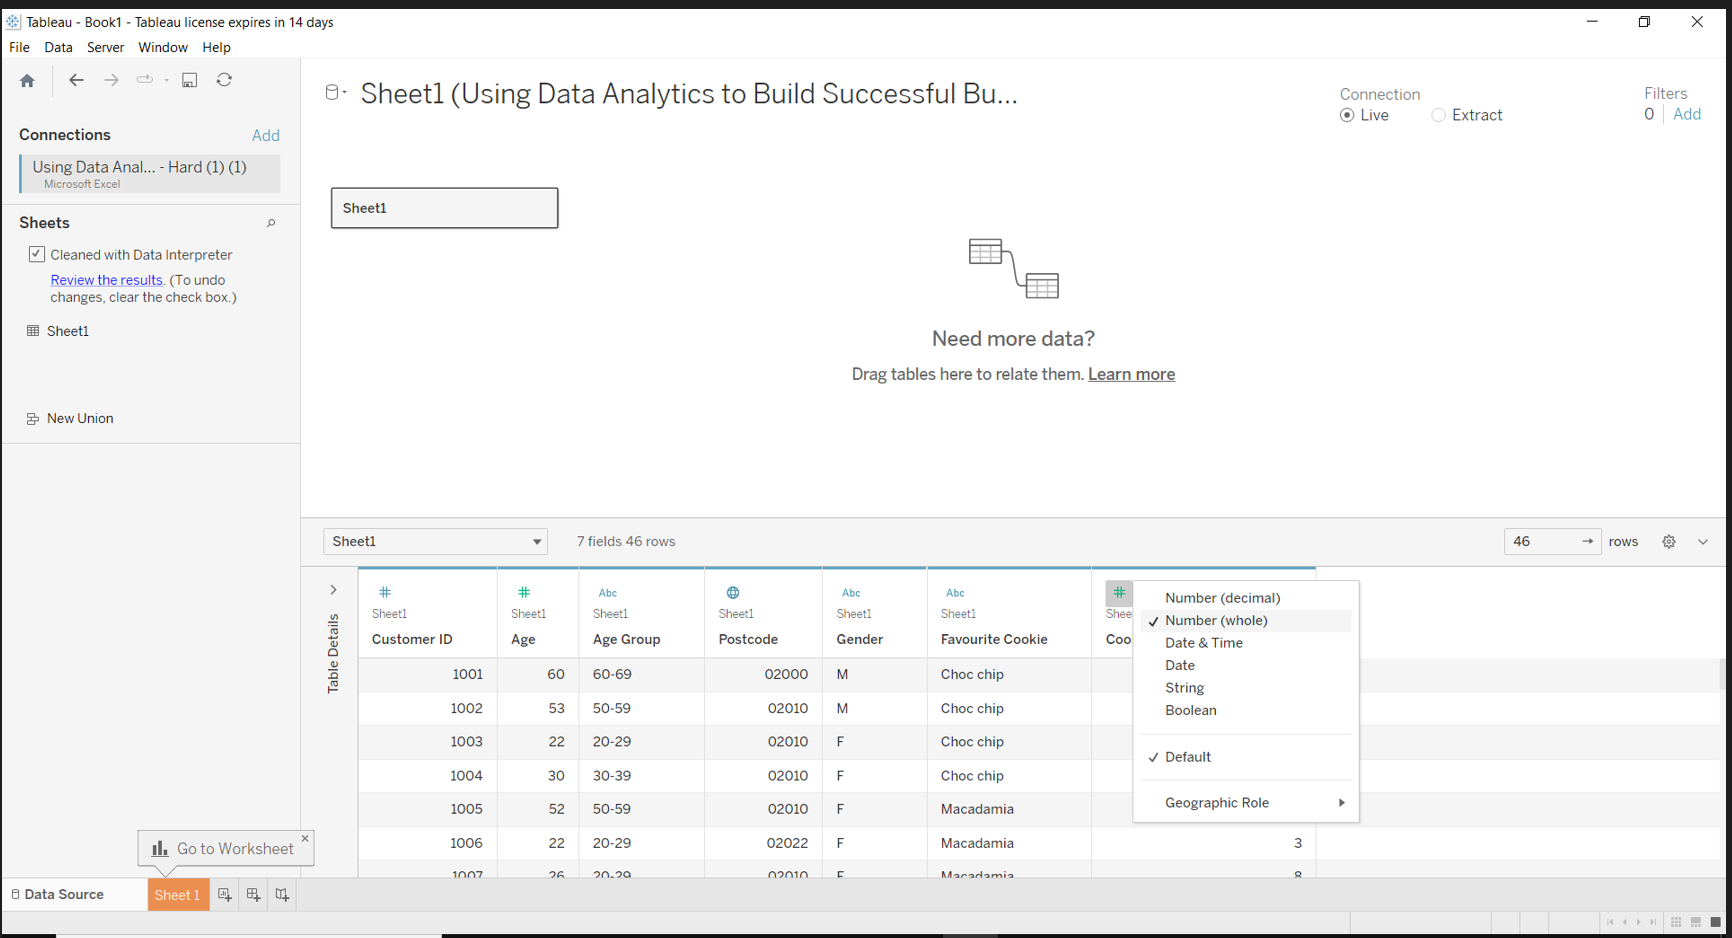 Tableau - Book1 - Tableau license expires in 14 days
File Data Server Window Help
Connections Add
Using Data Anal... - Hard (1) (1)
Microsoft Excel
Sheets
Cleaned with Data Interpreter
Review the results. (To undo
changes, clear the check box.)
Sheet1
New Union
Sheet1 (Using Data Analytics to Build Successful Bu...
Connection
Live Extract
Filters
0 Add
Sheet1
Need more data?
Drag tables here to relate them. Learn more
Sheet1 7 fields 46 rows 46 rows
Table Details
# # Abc Abc Abc #
Sheet1 Sheet1 Sheet1 Sheet1 Sheet1 Sheet1 Shee
Customer ID Age Age Group Postcode Gender Favourite Cookie Coo
1001 60 60-69 02000 M Choc chip
1002 53 50-59 02010 M Choc chip
1003 22 20-29 02010 F Choc chip
1004 30 30-39 02010 F Choc chip
1005 52 50-59 02010 F Macadamia
1006 22 20-29 02022 F Macadamia 3
1007 26 20-29 02010 F Macadamia 8
Number (decimal)
Number (whole)
Date & Time
Date
String
Boolean
Default
Geographic Role
Go to Worksheet
Data Source Sheet 1